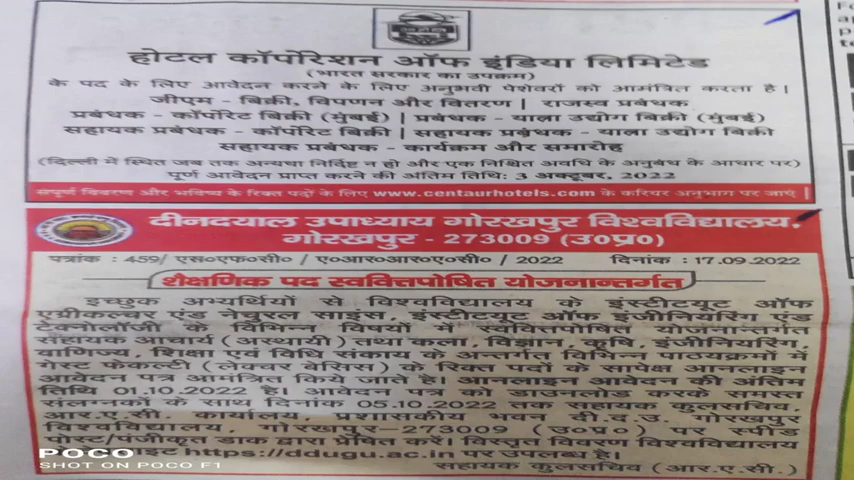 होटल कॉर्पोरेशन ऑफ इंडिया लिमिटेड
(भारत सरकार का उपक्रम)
के पद के लिए आवेदन करने के लिए अनुभवी पेशेवरों को आमंत्रित करता है।
जीएम - बिक्री, विपणन और वितरण | राजस्व प्रबंधक
प्रबंधक - कॉर्पोरेट बिक्री (मुंबई) | प्रबंधक - यात्रा उद्योग बिक्री (मुंबई)
सहायक प्रबंधक - कॉर्पोरेट बिक्री | सहायक प्रबंधक - यात्रा उद्योग बिक्री
सहायक प्रबंधक - कार्यक्रम और समारोह
(दिल्ली में स्थित जब तक अन्यथा निर्दिष्ट न हो और एक निश्चित अवधि के अनुबंध के आधार पर)
पूर्ण आवेदन प्राप्त करने की अंतिम तिथि: 3 अक्टूबर, 2022
संपूर्ण विवरण और भविष्य के रिक्त पदों के लिए www.centaurhotels.com के करियर अनुभाग पर जाएं
दीनदयाल उपाध्याय गोरखपुर विश्वविद्यालय,
गोरखपुर - 273009 (उ०प्र०)
पत्रांक : 459/ एस०एफ०सी० / ए०आर०आर०ए०सी० / 2022 दिनांक : 17.09.2022
शैक्षणिक पद स्ववित्तपोषित योजनान्तर्गत
इच्छुक अभ्यर्थियों से विश्वविद्यालय के इंस्टीटयूट ऑफ
एग्रीकल्चर एंड नेचुरल साइंस, इंस्टीटयूट ऑफ इंजीनियरिंग एंड
टेक्नोलॉजी के विभिन्न विषयों में स्ववित्तपोषित योजनान्तर्गत
सहायक आचार्य (अस्थायी) तथा कला, विज्ञान, कृषि, इंजीनियरिंग,
वाणिज्य, शिक्षा एवं विधि संकाय के अन्तर्गत विभिन्न पाठयक्रमों में
गेस्ट फेकल्टी (लेक्चर बेसिस) के रिक्त पदों के सापेक्ष आनलाइन
आवेदन पत्र आमंत्रित किये जाते है। आनलाइन आवेदन की अंतिम
तिथि 01.10.2022 है। आवेदन पत्र को डाउनलोड करके समस्त
संलग्नकों के साथ दिनांक 05.10.2022 तक सहायक कुलसचिव,
आर.ए.सी. कार्यालय, प्रशासकीय भवन दी.द.उ. गोरखपुर
विश्वविद्यालय, गोरखपुर–273009 (उ०प्र०) पर स्पीड
पोस्ट/पंजीकृत डाक द्वारा प्रेषित करें। विस्तृत विवरण विश्वविद्यालय
https://ddugu.ac.in पर उपलब्ध है।
सहायक कुलसचिव (आर.ए.सी.)
POCO
SHOT ON POCO F1